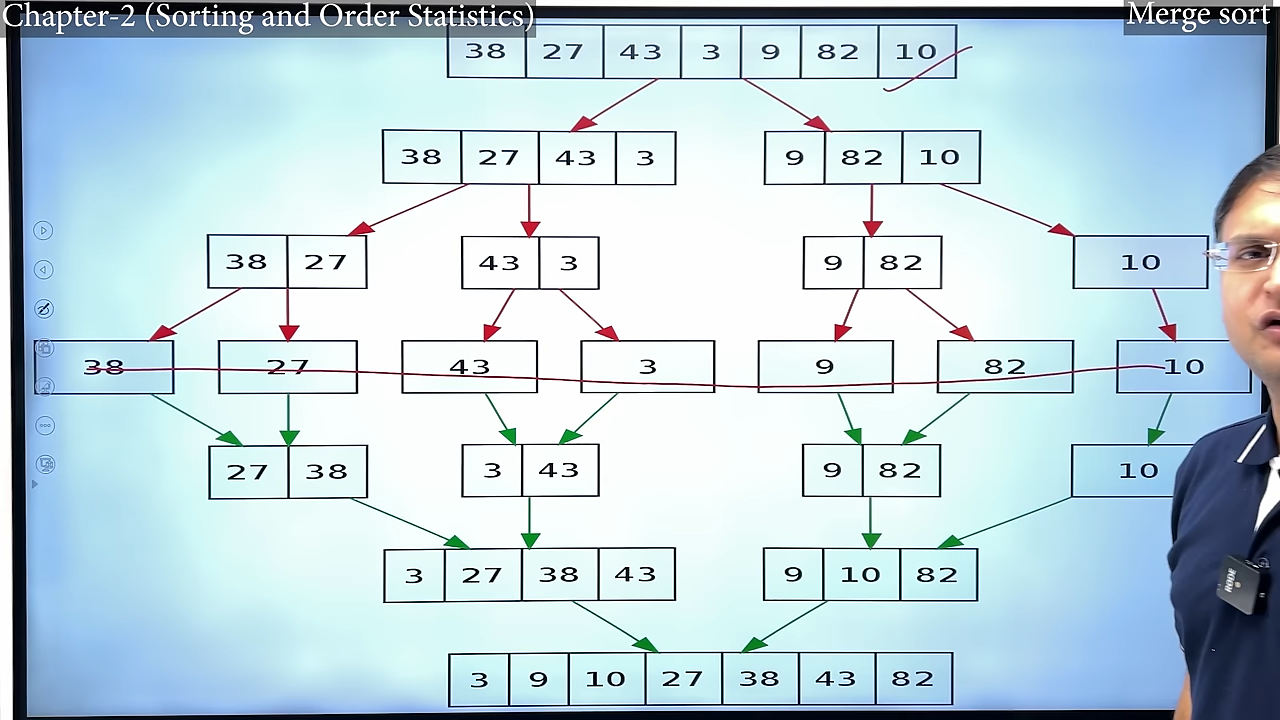 Chapter-2 (Sorting and Order Statistics)
Merge sort
38 27 43 3 9 82 10
38 27 43 3 9 82 10
38 27 43 3 9 82 10
38 27 43 3 9 82 10
27 38 3 43 9 82 10
3 27 38 43 9 10 82
3 9 10 27 38 43 82
RODE